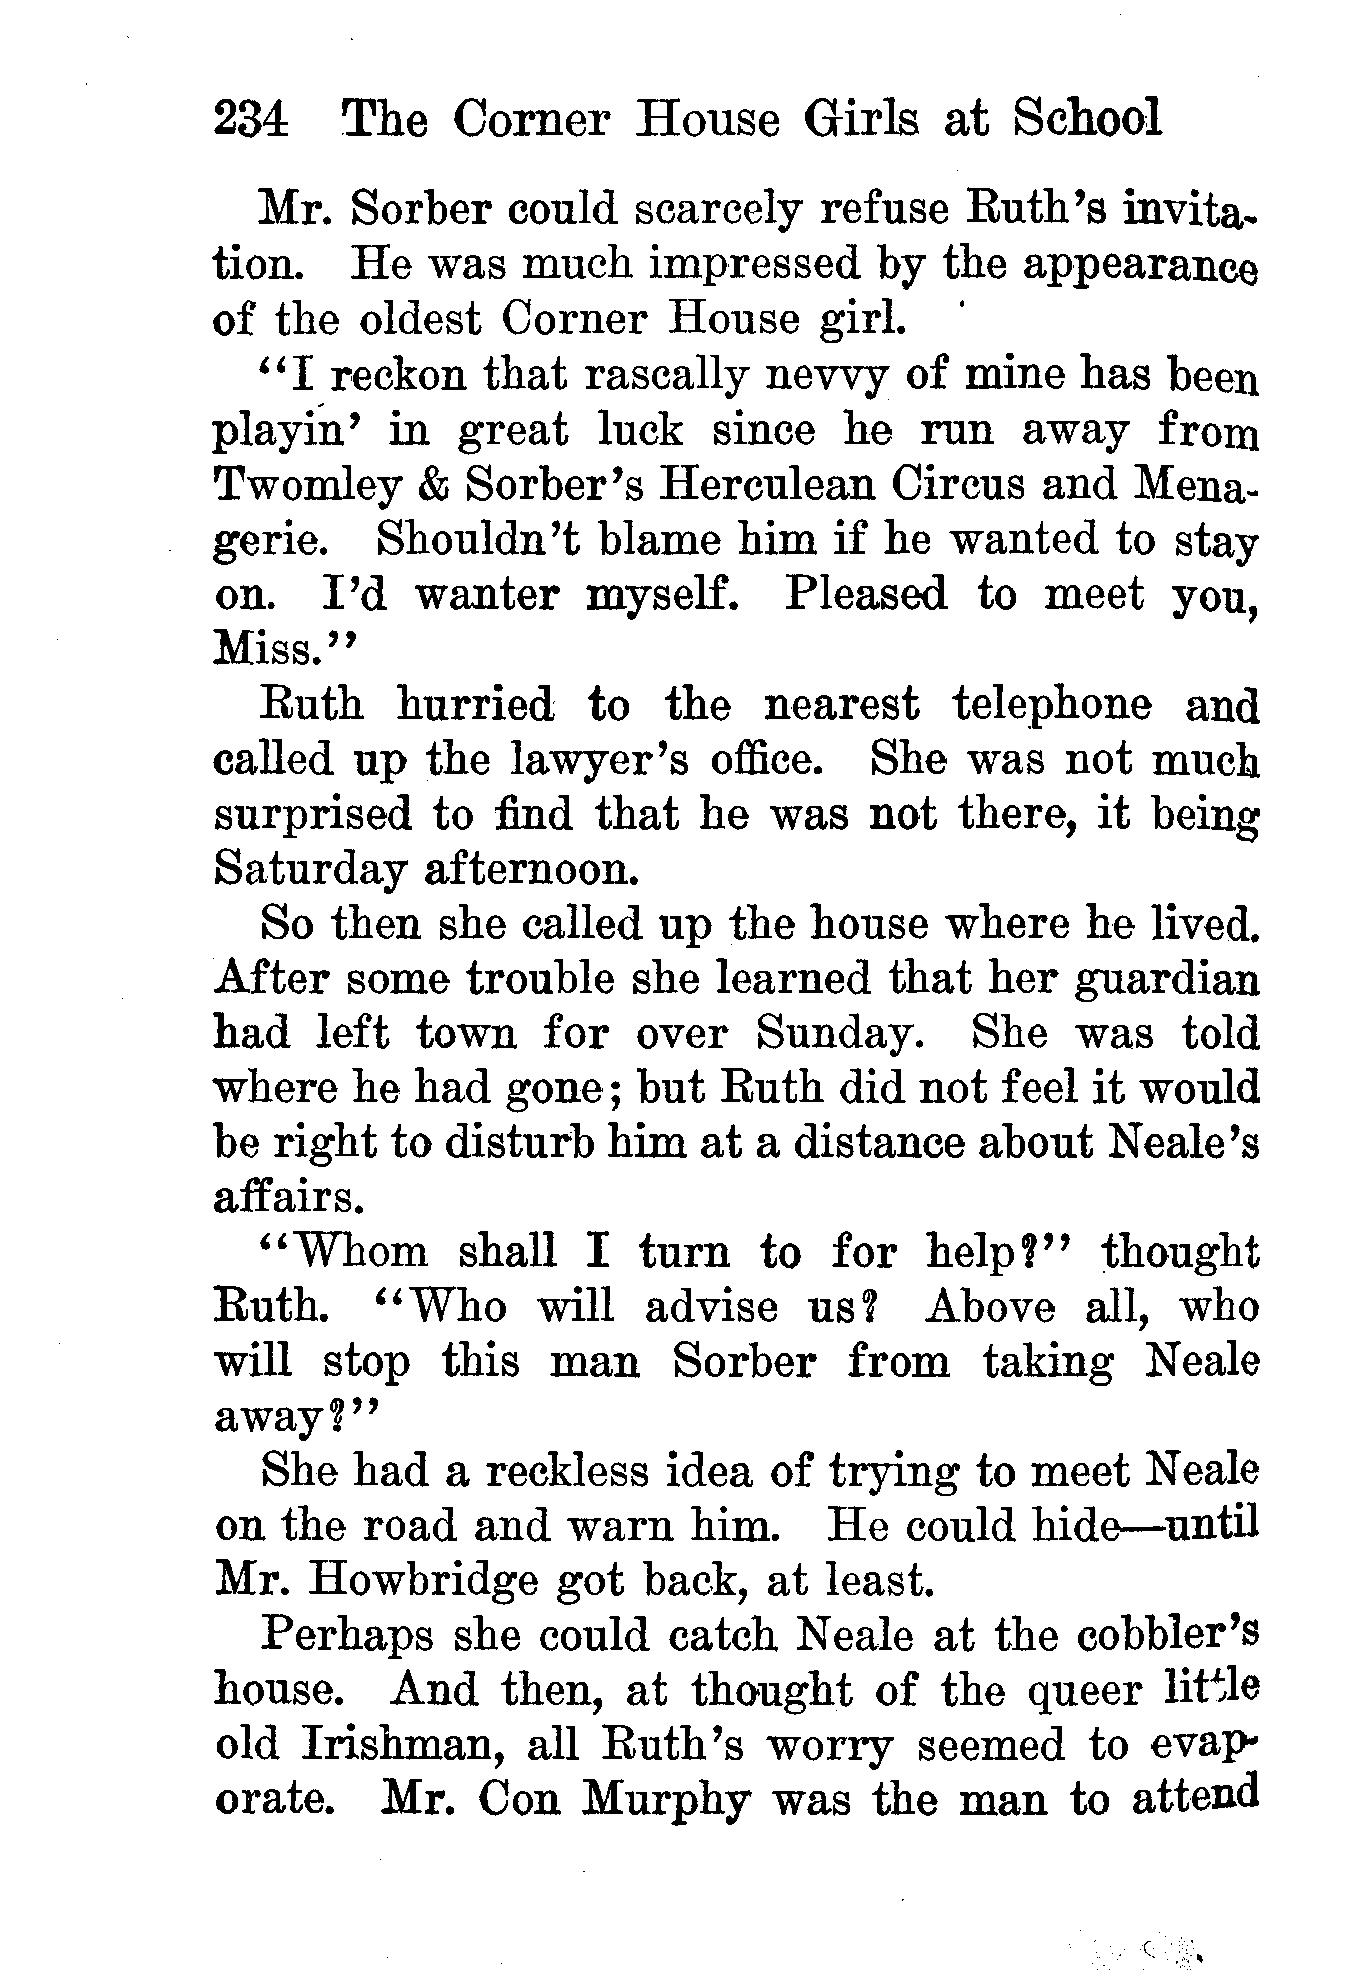 234 The Corner House Girls at School
Mr. Sorber could scarcely refuse Ruth's invita-
tion. He was much impressed by the appearance
of the oldest Corner House girl.
"I reckon that rascally nevvy of mine has been
playin' in great luck since he run away from
Twomley & Sorber's Herculean Circus and Mena-
gerie. Shouldn't blame him if he wanted to stay
on. I'd wanter myself. Pleased to meet you,
Miss."
Ruth hurried to the nearest telephone and
called up the lawyer's office. She was not much
surprised to find that he was not there, it being
Saturday afternoon.
So then she called up the house where he lived.
After some trouble she learned that her guardian
had left town for over Sunday. She was told
where he had gone; but Ruth did not feel it would
be right to disturb him at a distance about Neale's
affairs.
"Whom shall I turn to for help?" thought
Ruth. "Who will advise us? Above all, who
will stop this man Sorber from taking Neale
away?"
She had a reckless idea of trying to meet Neale
on the road and warn him. He could hide—until
Mr. Howbridge got back, at least.
Perhaps she could catch Neale at the cobbler's
house. And then, at thought of the queer little
old Irishman, all Ruth's worry seemed to evap-
orate. Mr. Con Murphy was the man to attend